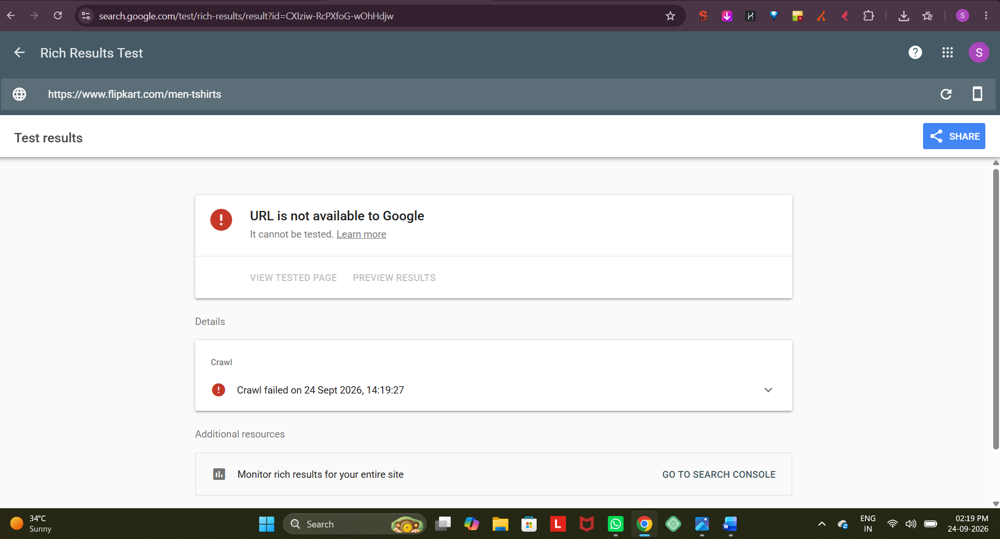 search.google.com/test/rich-results/result?id=CXIziw-RcPXfoG-wOhHdjw
SEO
S
Rich Results Test
S
https://www.flipkart.com/men-tshirts
Test results
SHARE
URL is not available to Google
It cannot be tested. Learn more
VIEW TESTED PAGE PREVIEW RESULTS
Details
Crawl
Crawl failed on 24 Sept 2026, 14:19:27
Additional resources
Monitor rich results for your entire site
GO TO SEARCH CONSOLE
34°C
Sunny
Search
L
W
ENG
IN
02:19 PM
24-09-2026